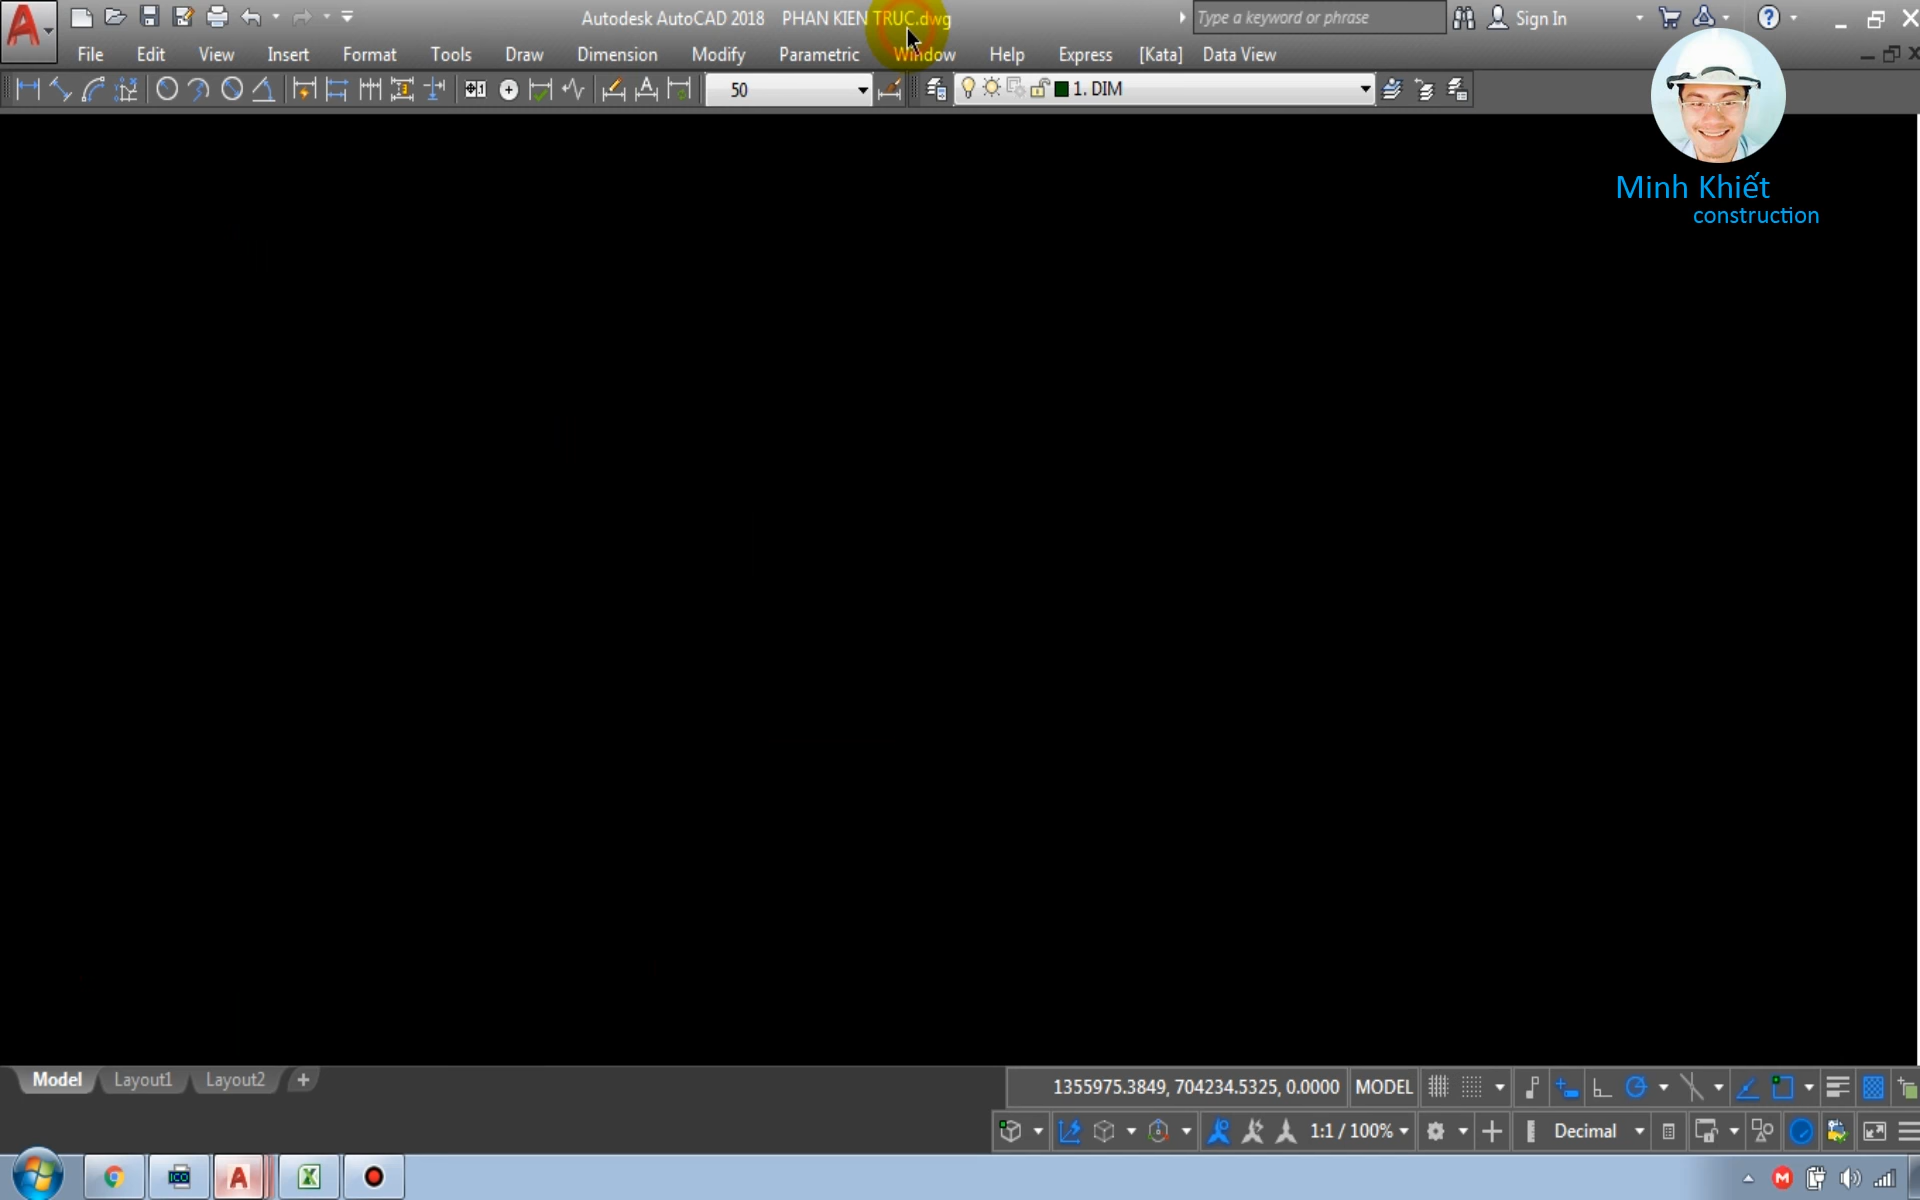 Autodesk AutoCAD 2018 PHAN KIEN TRUC.dwg
Type a keyword or phrase
Sign In
File Edit View Insert Format Tools Draw Dimension Modify Parametric Window Help Express [Kata] Data View
50
1. DIM
Minh Khiết
construction
Model Layout1 Layout2 +
1355975.3849, 704234.5325, 0.0000 MODEL
1:1 / 100% Decimal
ICO